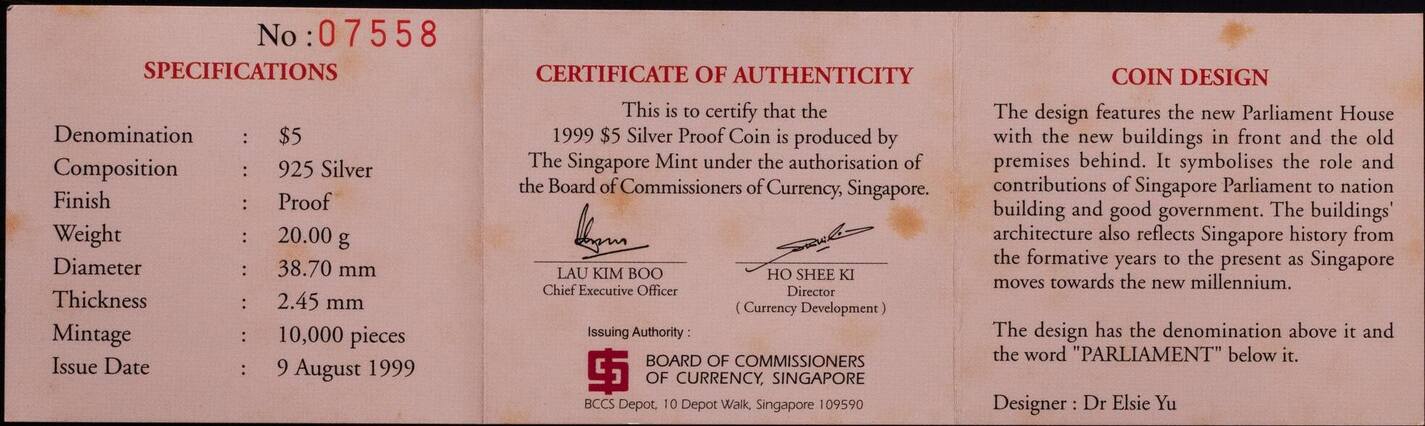 No : 07558
SPECIFICATIONS
Denomination : $5
Composition : 925 Silver
Finish : Proof
Weight : 20.00 g
Diameter : 38.70 mm
Thickness : 2.45 mm
Mintage : 10,000 pieces
Issue Date : 9 August 1999
CERTIFICATE OF AUTHENTICITY
This is to certify that the
1999 $5 Silver Proof Coin is produced by
The Singapore Mint under the authorisation of
the Board of Commissioners of Currency, Singapore.
LAU KIM BOO
Chief Executive Officer
HO SHEE KI
Director
( Currency Development )
Issuing Authority :
BOARD OF COMMISSIONERS
OF CURRENCY, SINGAPORE
BCCS Depot, 10 Depot Walk, Singapore 109590
COIN DESIGN
The design features the new Parliament House
with the new buildings in front and the old
premises behind. It symbolises the role and
contributions of Singapore Parliament to nation
building and good government. The buildings'
architecture also reflects Singapore history from
the formative years to the present as Singapore
moves towards the new millennium.
The design has the denomination above it and
the word "PARLIAMENT" below it.
Designer : Dr Elsie Yu